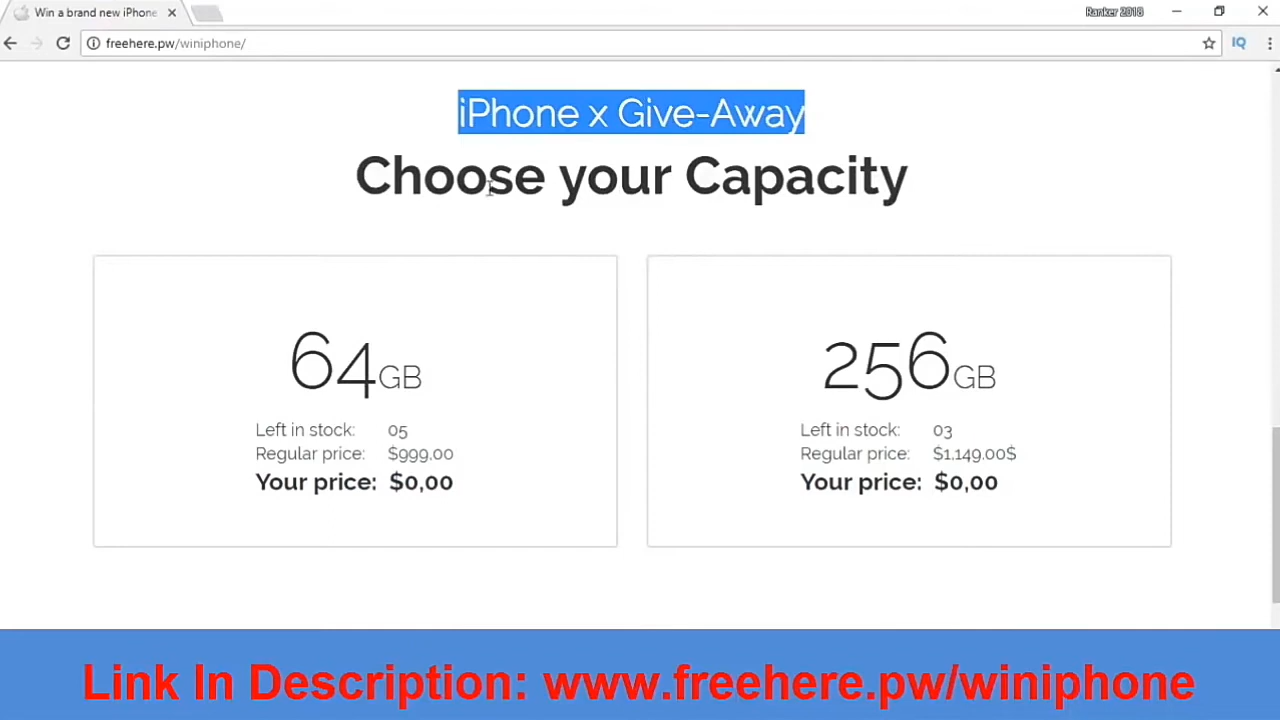 Win a brand new iPhone
Ranker 2018
freehere.pw/winiphone/
IQ
iPhone x Give-Away
Choose your Capacity
64GB
Left in stock: 05
Regular price: $999.00
Your price: $0,00
256GB
Left in stock: 03
Regular price: $1,149.00$
Your price: $0,00
Link In Description: www.freehere.pw/winiphone